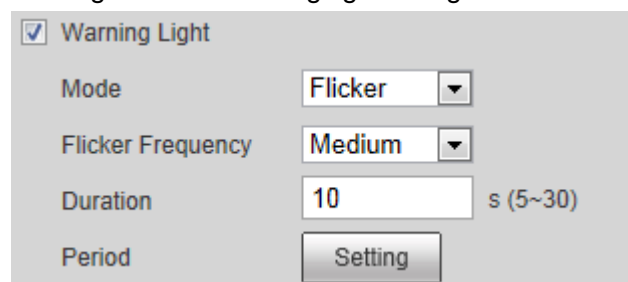 Warning Light
Mode Flicker
Flicker Frequency Medium
Duration 10 s (5~30)
Period Setting